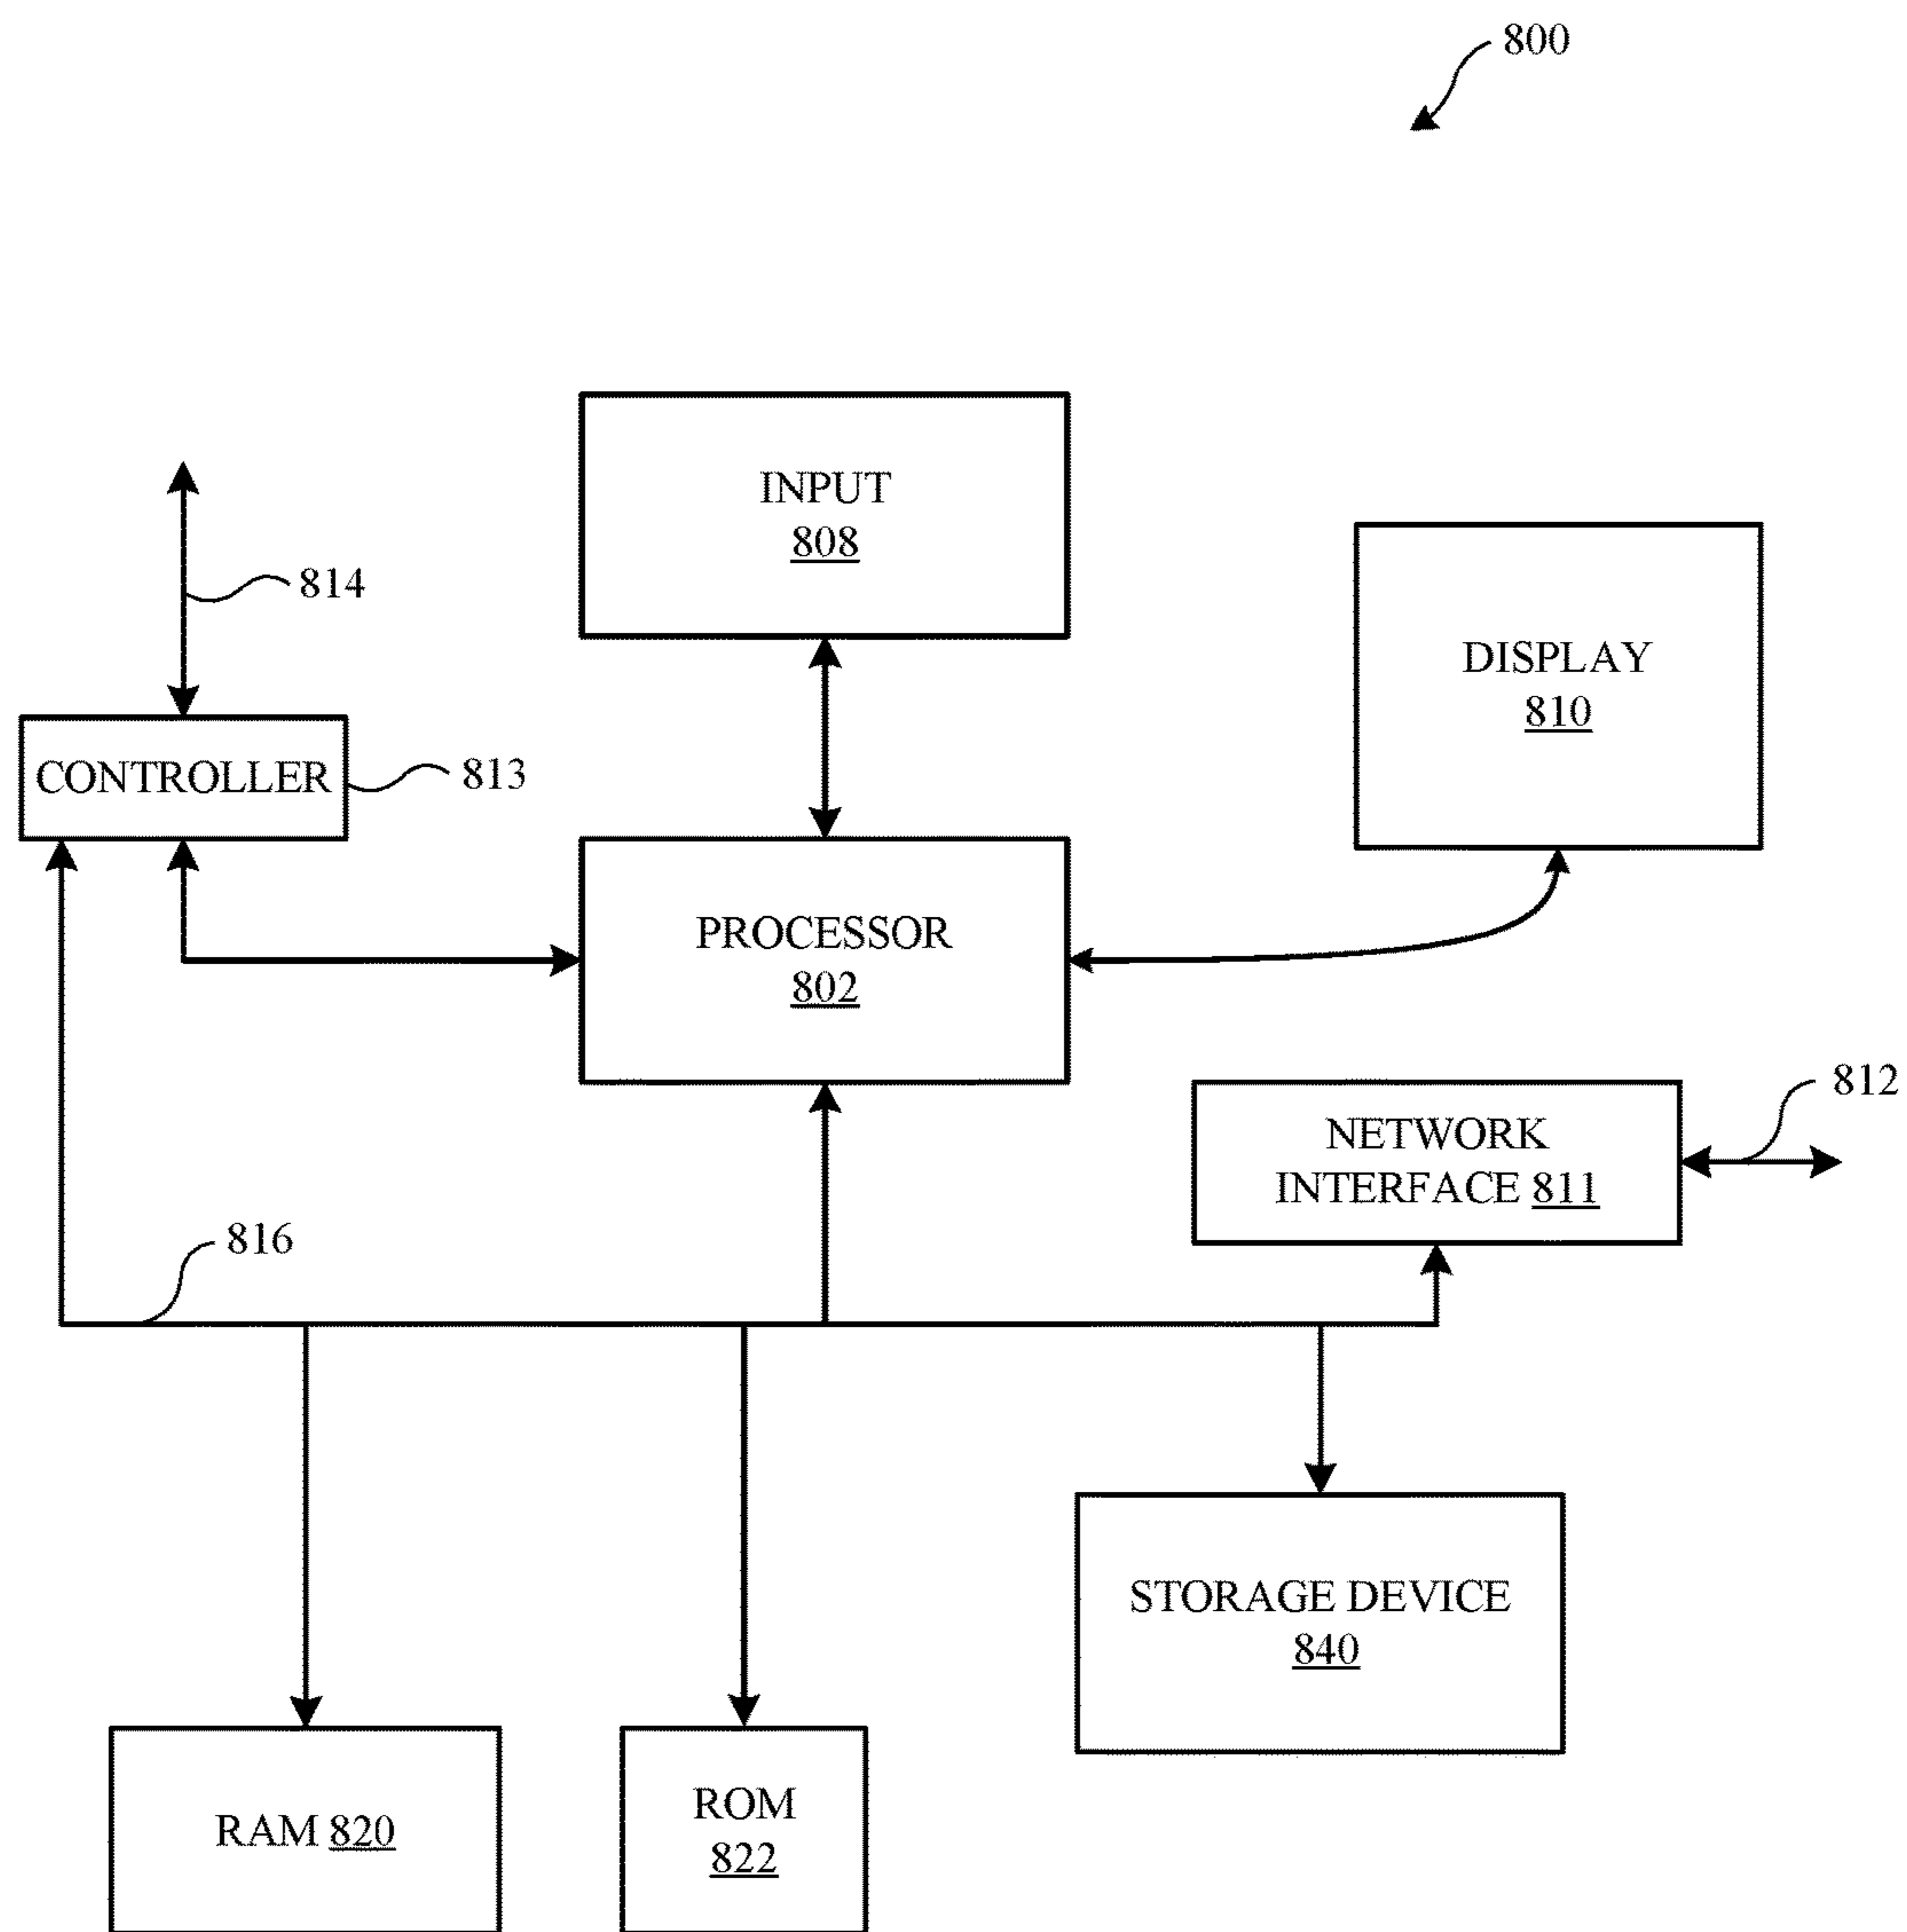 800
INPUT
808
814
DISPLAY
810
CONTROLLER
813
PROCESSOR
802
812
NETWORK
INTERFACE 811
816
STORAGE DEVICE
840
RAM 820
ROM
822